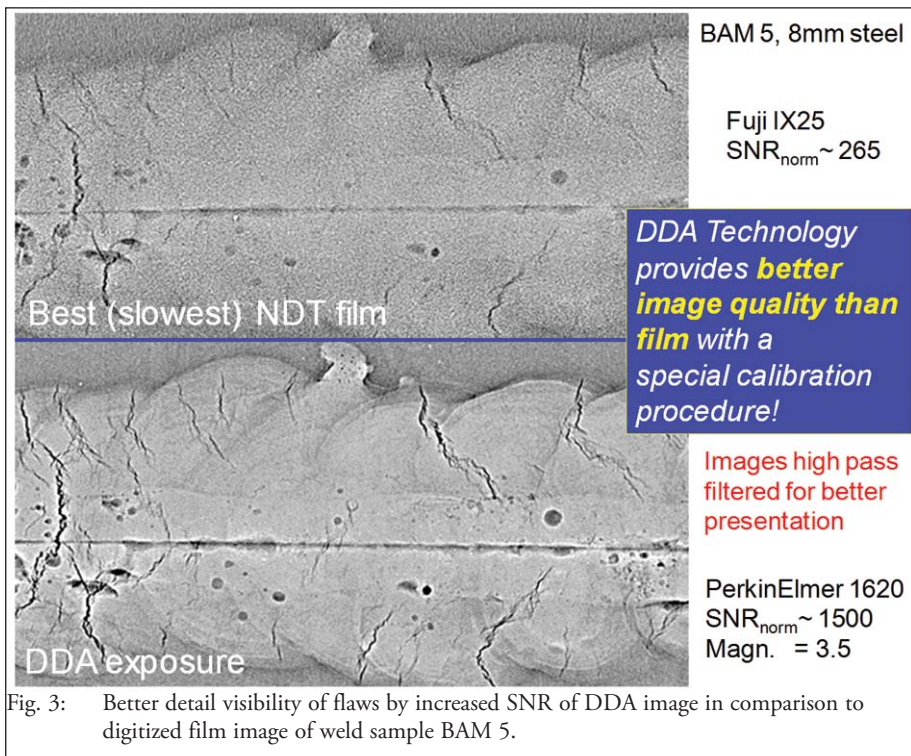 BAM 5, 8mm steel
Fuji IX25
SNRnorm~ 265
Best (slowest) NDT film
DDA Technology
provides better
image quality than
film with a
special calibration
procedure!
Images high pass
filtered for better
presentation
PerkinElmer 1620
SNRnorm~ 1500
Magn. = 3.5
DDA exposure
Fig. 3: Better detail visibility of flaws by increased SNR of DDA image in comparison to
digitized film image of weld sample BAM 5.